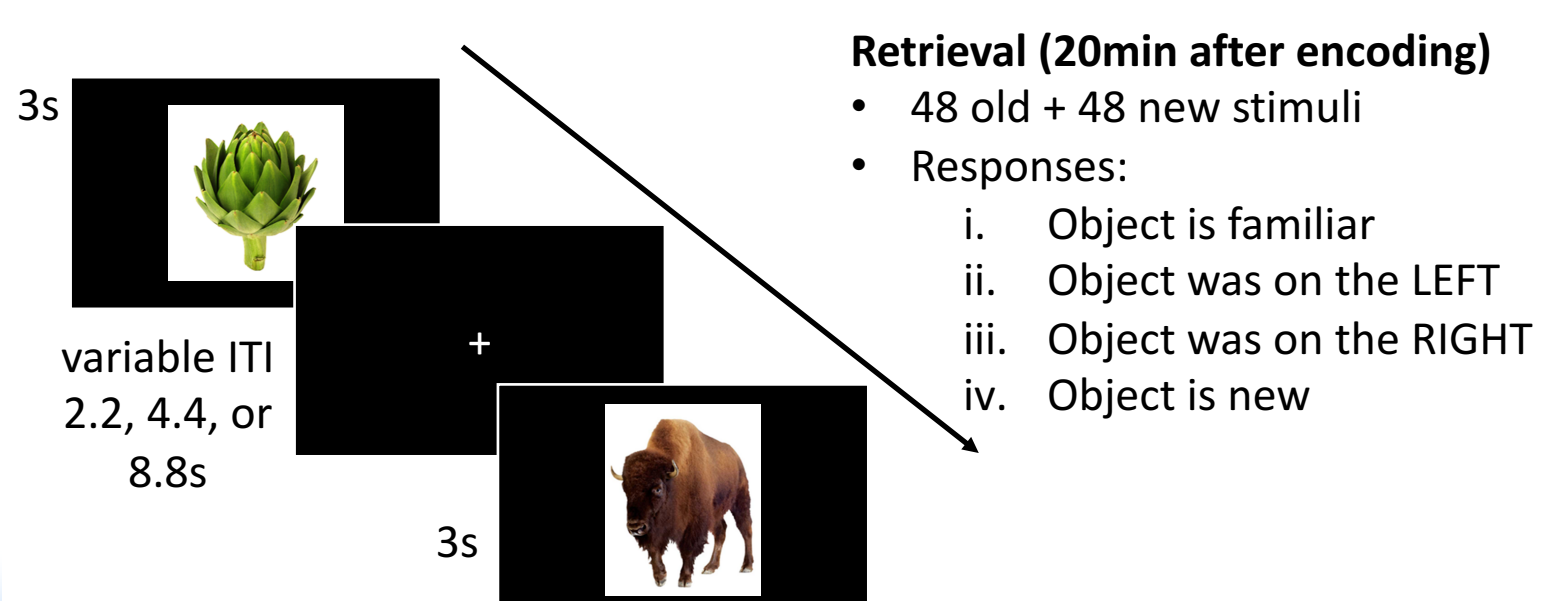 3s
variable ITI
2.2, 4.4, or
8.8s
+
3s
Retrieval (20min after encoding)
• 48 old + 48 new stimuli
• Responses:
i. Object is familiar
ii. Object was on the LEFT
iii. Object was on the RIGHT
iv. Object is new